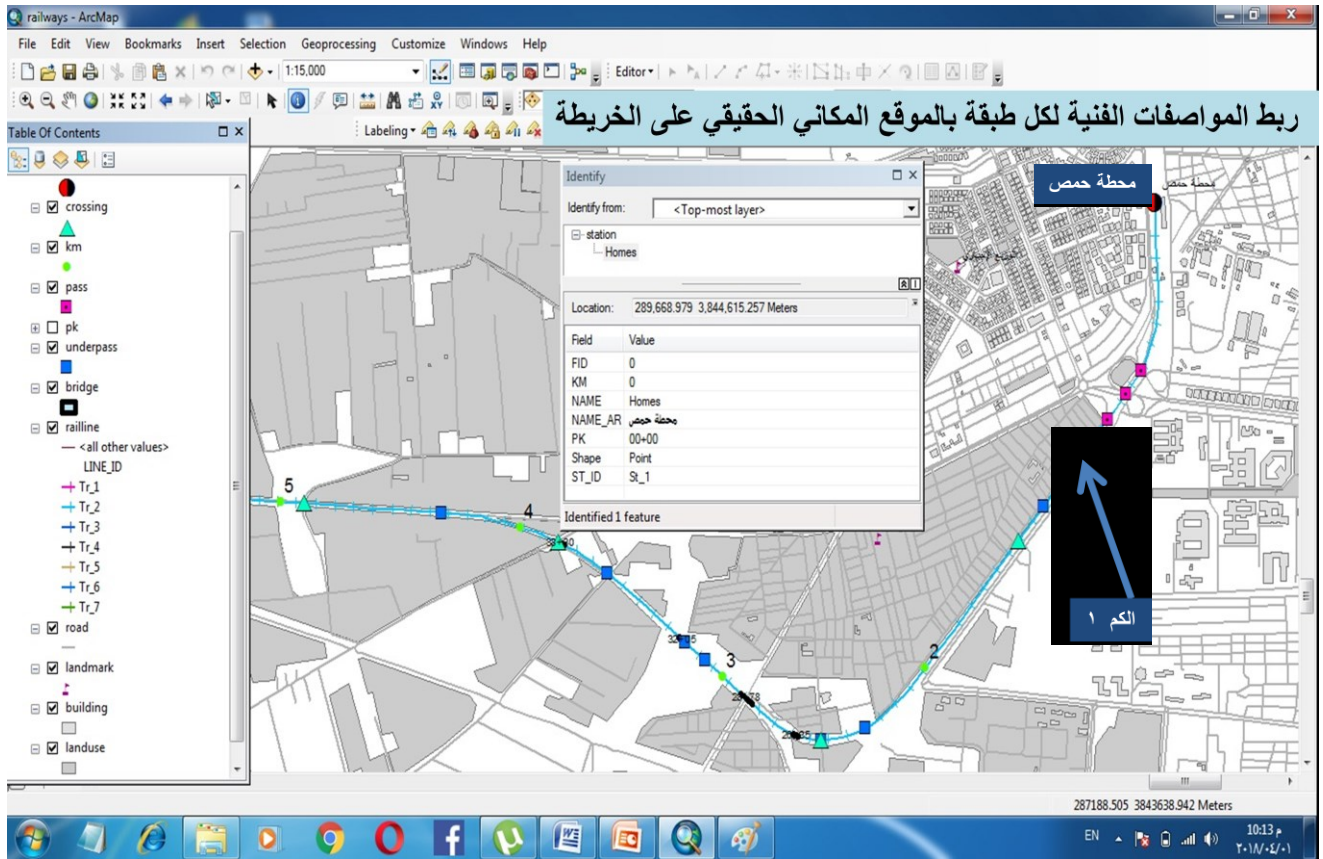 railways - ArcMap
File Edit View Bookmarks Insert Selection Geoprocessing Customize Windows Help
1:15,000
Editor
Labeling
ربط المواصفات الفنية لكل طبقة بالموقع المكاني الحقيقي على الخريطة
Table Of Contents
crossing
km
pass
pk
underpass
bridge
railline
<all other values>
LINE_ID
Tr_1
Tr_2
Tr_3
Tr_4
Tr_5
Tr_6
Tr_7
road
landmark
building
landuse
Identify
Identify from: <Top-most layer>
station
Homes
Location: 289,668.979 3,844,615.257 Meters
Field Value
FID 0
KM 0
NAME Homes
NAME_AR محطة حمص
PK 00+00
Shape Point
ST_ID St_1
Identified 1 feature
محطة حمص
محطة حمص
الكم ١
5
4
3
2
287188.505 3843638.942 Meters
EN
10:13 م
٢٠١٨/٠٤/٠١